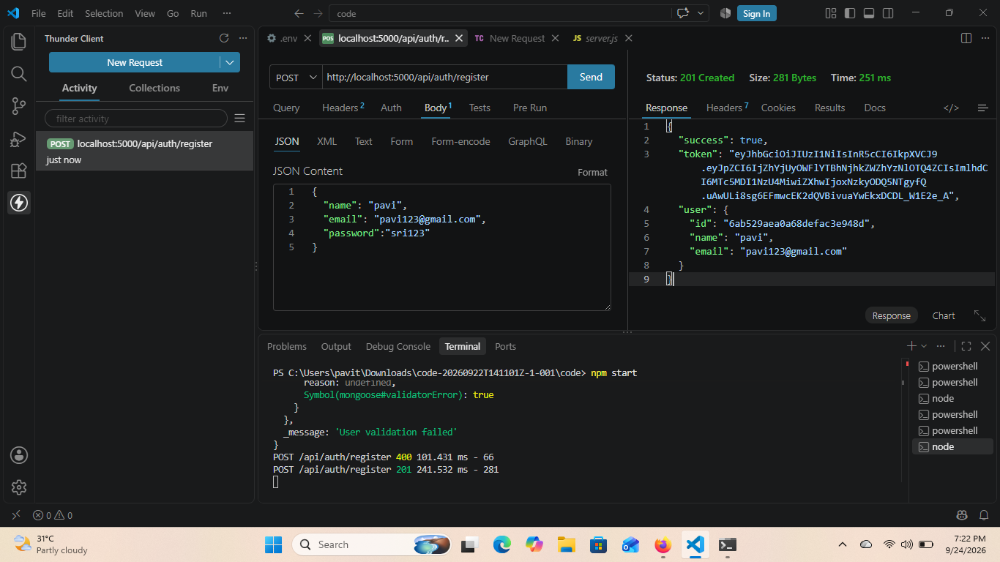 File Edit Selection View Go Run ···
code
Sign In
Thunder Client
New Request
Activity Collections Env
filter activity
POST localhost:5000/api/auth/register
just now
.env
POS localhost:5000/api/auth/r..
TC New Request
JS server.js
POST http://localhost:5000/api/auth/register Send
Query Headers 2 Auth Body 1 Tests Pre Run
JSON XML Text Form Form-encode GraphQL Binary
JSON Content Format
1 {
2 "name": "pavi",
3 "email": "pavi123@gmail.com",
4 "password":"sri123"
5 }
Status: 201 Created Size: 281 Bytes Time: 251 ms
Response Headers 7 Cookies Results Docs </>
1 {
2 "success": true,
3 "token": "eyJhbGciOiJIUzI1NiIsInR5cCI6IkpXVCJ9
.eyJpZCI6IjZhYjUyOWFlYTBhNjhkZWZhYzNlOTQ4ZCIsImlhdC
I6MTc5MDI1NzU4MiwiZXhwIjoxNzkyODQ5NTgyfQ
.uAwULi8sg6EFmwcEK2dQVBivuaYwEkxDCDL_W1E2e_A",
4 "user": {
5 "id": "6ab529aea0a68defac3e948d",
6 "name": "pavi",
7 "email": "pavi123@gmail.com"
8 }
9 }
Response Chart
Problems Output Debug Console Terminal Ports
PS C:\Users\pavit\Downloads\code-20260922T141101Z-1-001\code> npm start
reason: undefined,
Symbol(mongoose#validatorError): true
}
},
_message: 'User validation failed'
}
POST /api/auth/register 400 101.431 ms - 66
POST /api/auth/register 201 241.532 ms - 281
powershell
powershell
node
powershell
powershell
node
0 0
31°C
Partly cloudy
Search
7:22 PM
9/24/2026